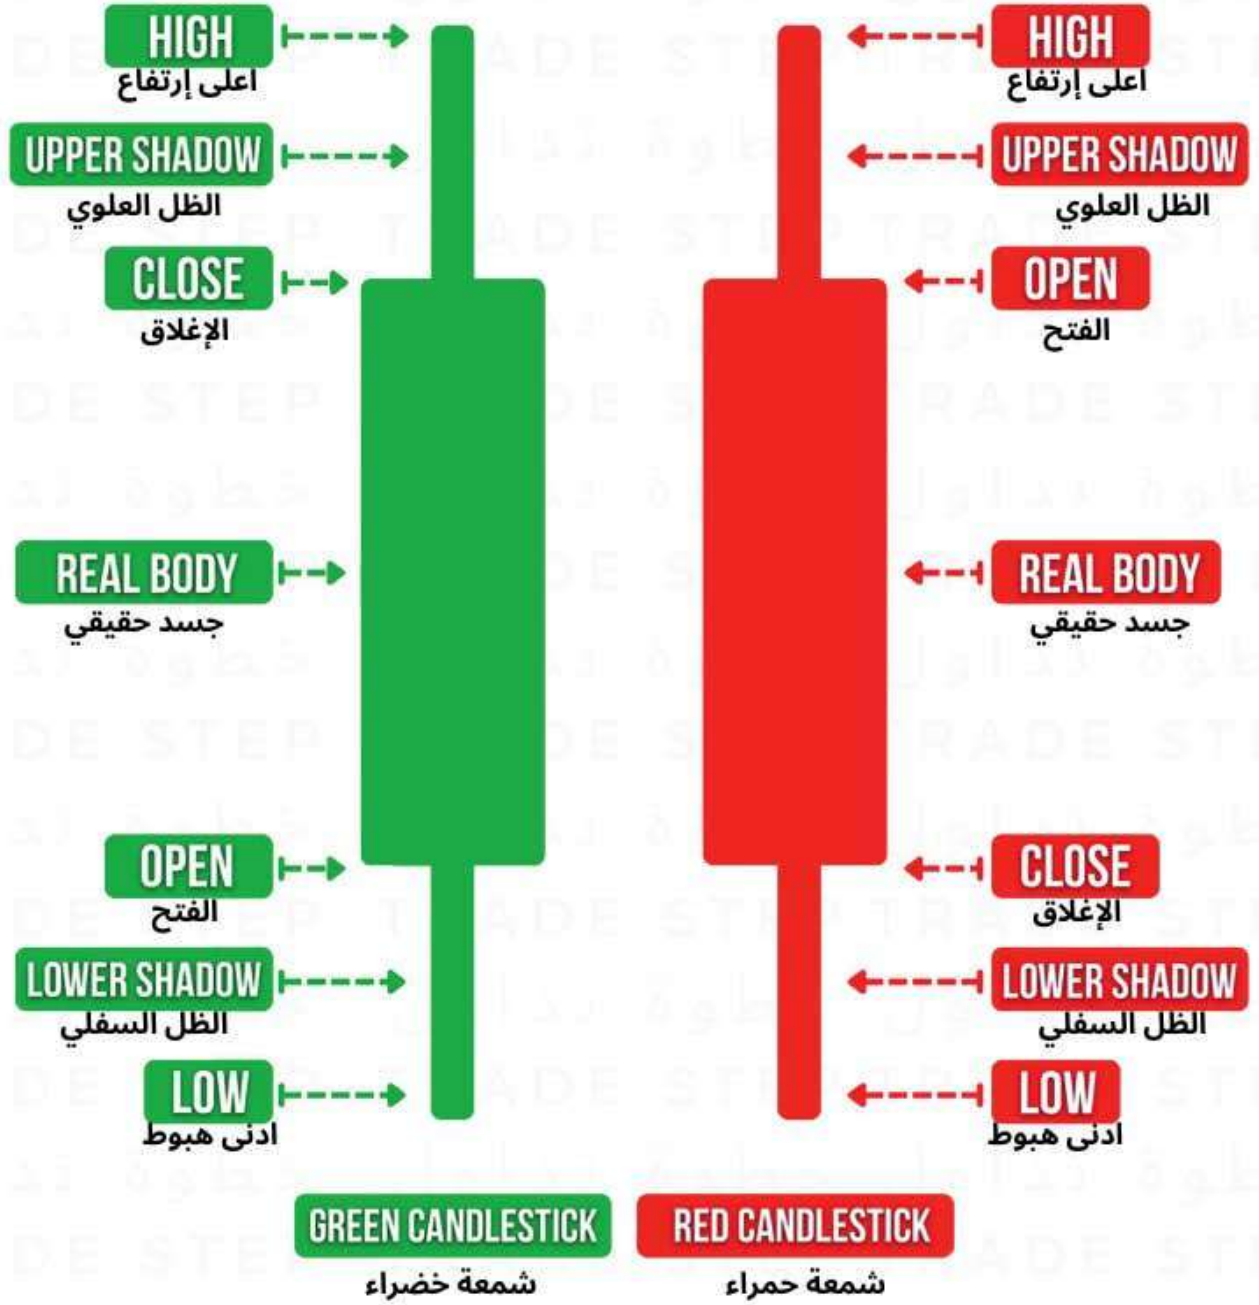 HIGH
اعلى إرتفاع
UPPER SHADOW
الظل العلوي
CLOSE
الإغلاق
REAL BODY
جسد حقيقي
OPEN
الفتح
LOWER SHADOW
الظل السفلي
LOW
ادنى هبوط
HIGH
اعلى إرتفاع
UPPER SHADOW
الظل العلوي
OPEN
الفتح
REAL BODY
جسد حقيقي
CLOSE
الإغلاق
LOWER SHADOW
الظل السفلي
LOW
ادنى هبوط
GREEN CANDLESTICK
شمعة خضراء
RED CANDLESTICK
شمعة حمراء